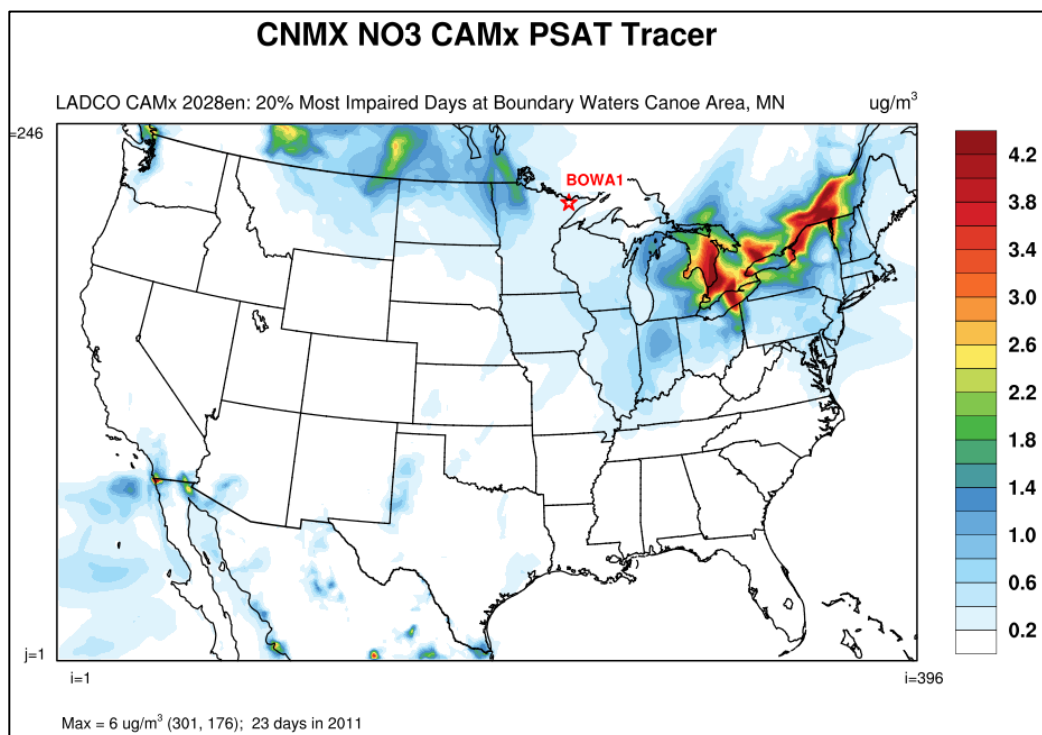 CNMX NO3 CAMx PSAT Tracer
LADCO CAMx 2028en: 20% Most Impaired Days at Boundary Waters Canoe Area, MN
ug/m³
=246
BOWA1
4.2
3.8
3.4
3.0
2.6
2.2
1.8
1.4
1.0
0.6
0.2
j=1
i=1
i=396
Max = 6 ug/m³ (301, 176); 23 days in 2011